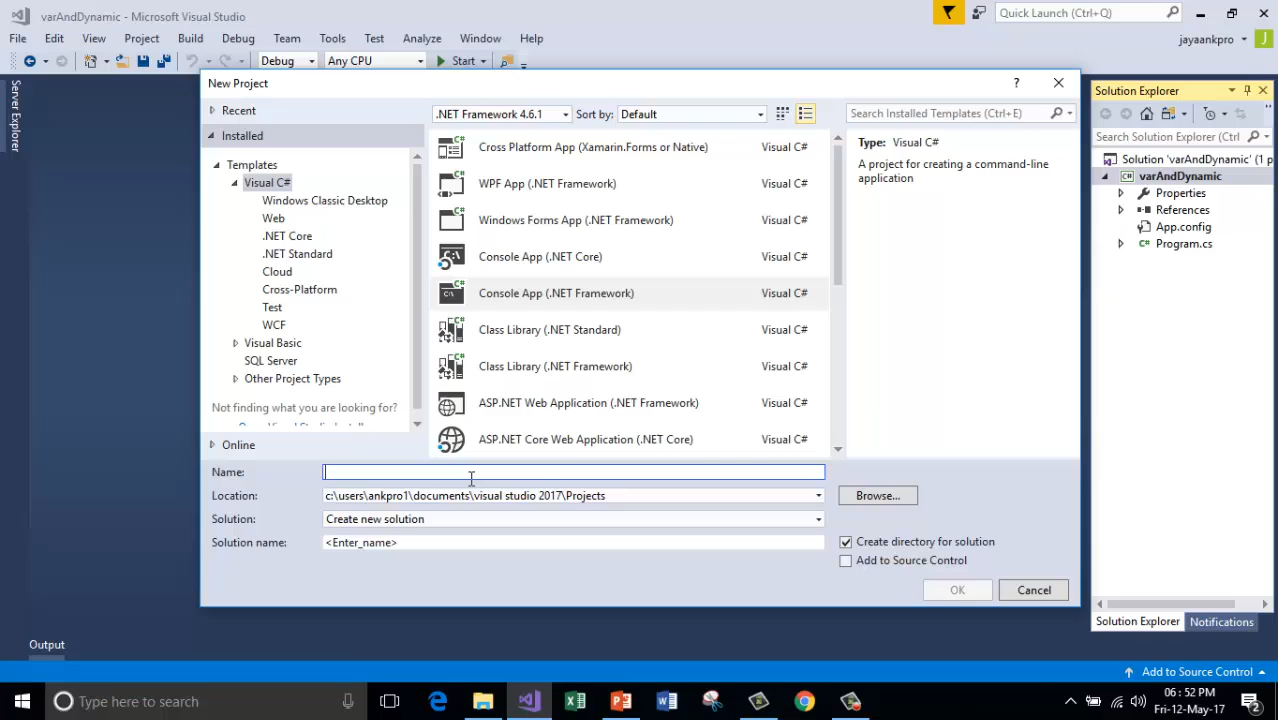 varAndDynamic - Microsoft Visual Studio
Quick Launch (Ctrl+Q)
File Edit View Project Build Debug Team Tools Test Analyze Window Help
jayaankpro J
Debug Any CPU Start
Server Explorer
New Project
?
Recent
Installed
Templates
Visual C#
Windows Classic Desktop
Web
.NET Core
.NET Standard
Cloud
Cross-Platform
Test
WCF
Visual Basic
SQL Server
Other Project Types
Not finding what you are looking for?
Online
.NET Framework 4.6.1 Sort by: Default
Search Installed Templates (Ctrl+E)
Cross Platform App (Xamarin.Forms or Native) Visual C#
WPF App (.NET Framework) Visual C#
Windows Forms App (.NET Framework) Visual C#
Console App (.NET Core) Visual C#
Console App (.NET Framework) Visual C#
Class Library (.NET Standard) Visual C#
Class Library (.NET Framework) Visual C#
ASP.NET Web Application (.NET Framework) Visual C#
ASP.NET Core Web Application (.NET Core) Visual C#
Type: Visual C#
A project for creating a command-line
application
Name:
Location: c:\users\ankpro1\documents\visual studio 2017\Projects Browse...
Solution: Create new solution
Solution name: <Enter_name>
Create directory for solution
Add to Source Control
OK Cancel
Solution Explorer
Search Solution Explorer (Ctrl
Solution 'varAndDynamic' (1 p
varAndDynamic
Properties
References
App.config
Program.cs
Solution Explorer Notifications
Output
Add to Source Control
Type here to search
06:52 PM
Fri-12-May-17
2